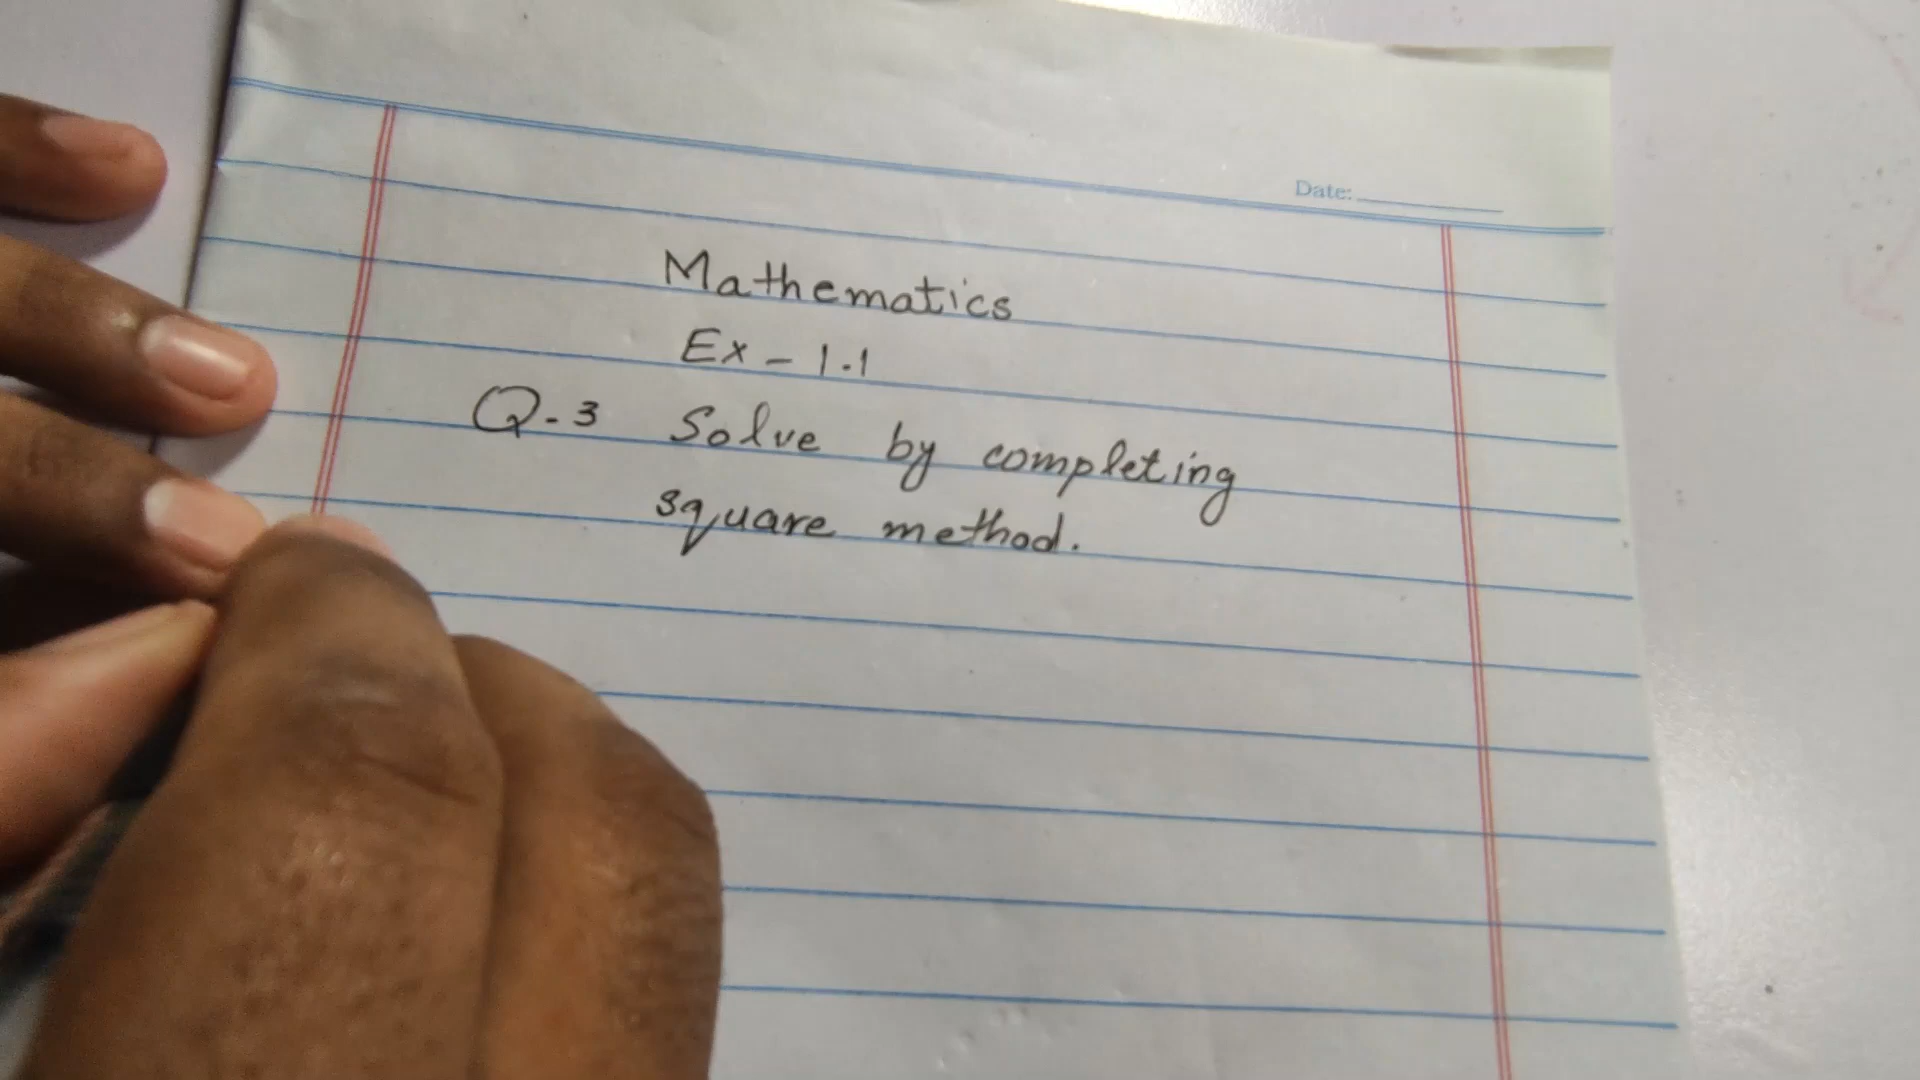 Date:
Mathematics
Ex - 1.1
Q-3 Solve by completing
square method.